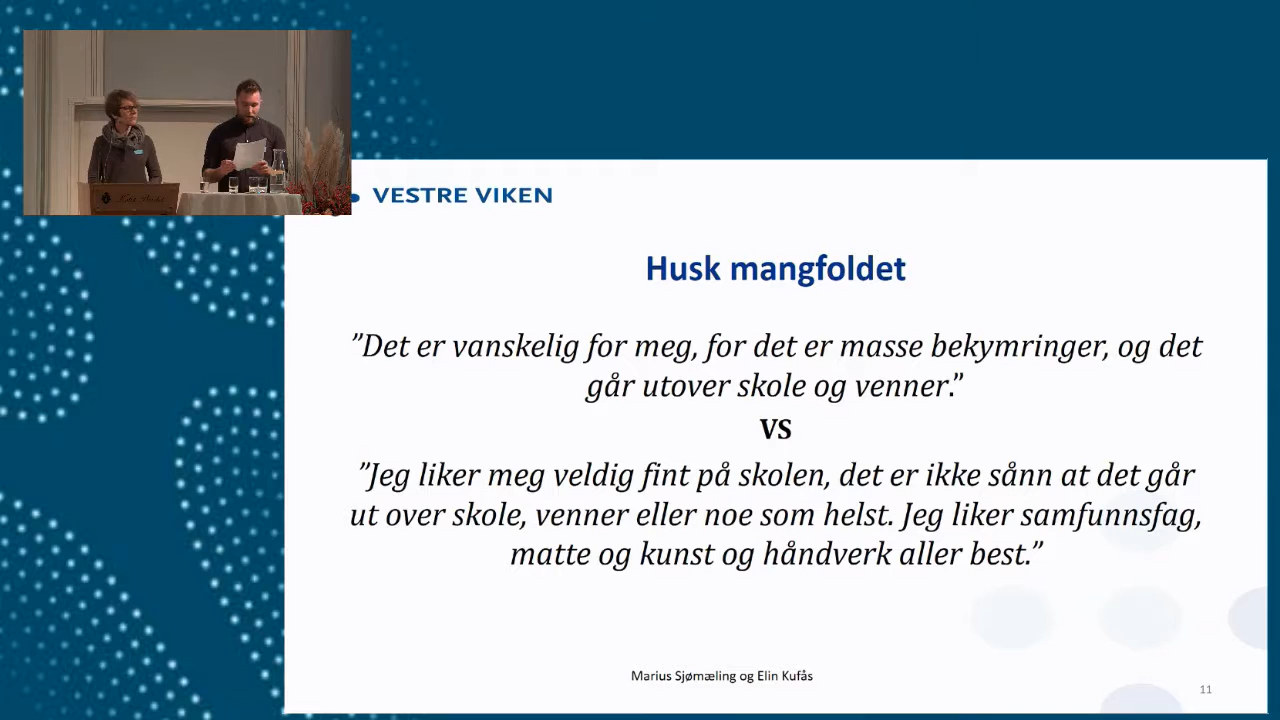 VESTRE VIKEN
Husk mangfoldet
”Det er vanskelig for meg, for det er masse bekymringer, og det
går utover skole og venner.”
VS
”Jeg liker meg veldig fint på skolen, det er ikke sånn at det går
ut over skole, venner eller noe som helst. Jeg liker samfunnsfag,
matte og kunst og håndverk aller best.”
Marius Sjømæling og Elin Kufås
11